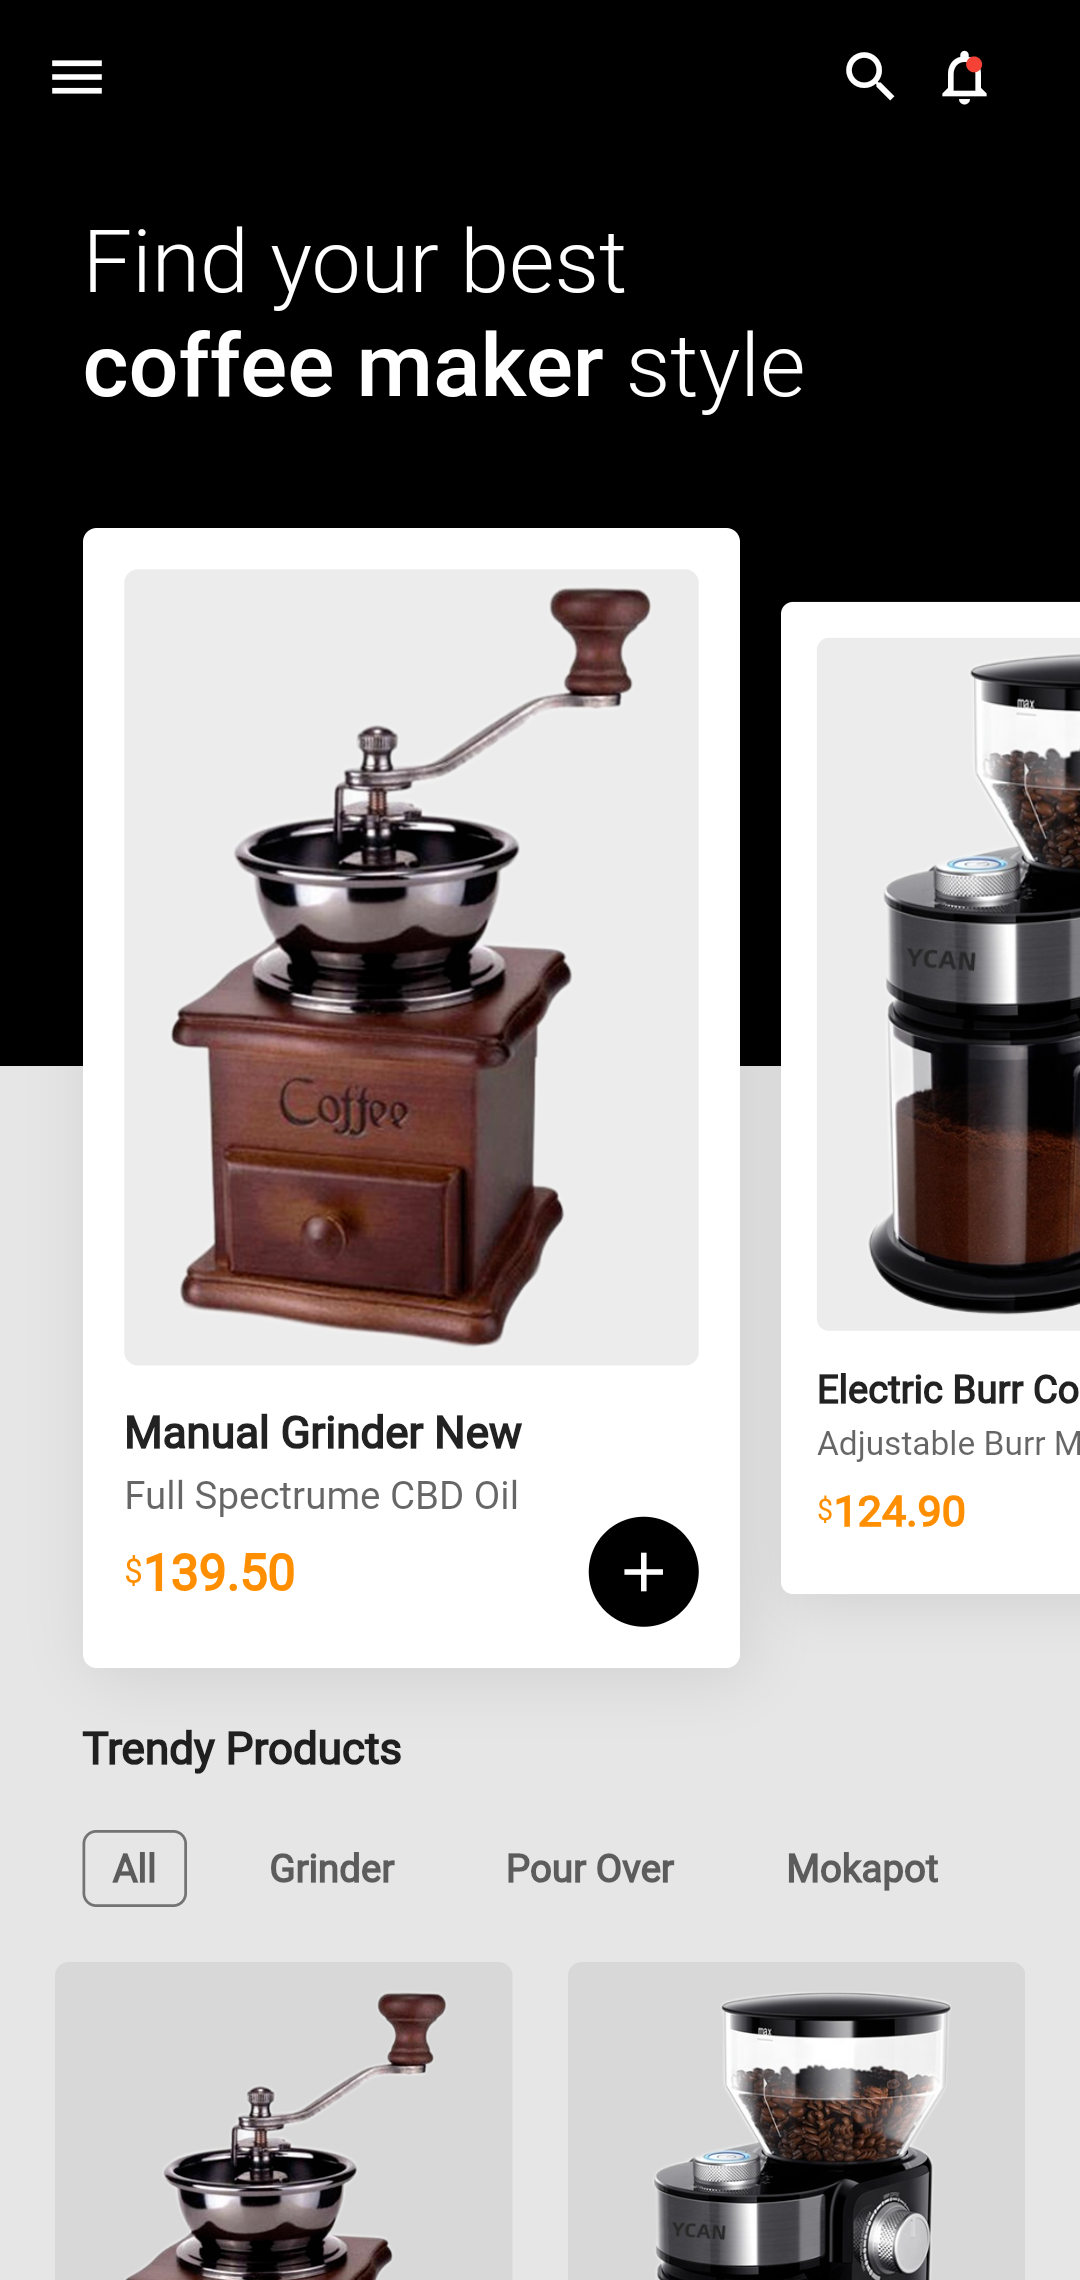 Find your best
coffee maker style
Coffee
Manual Grinder New
Full Spectrume CBD Oil
$139.50
max
YCAN
Electric Burr Co
Adjustable Burr M
$124.90
Trendy Products
All
Grinder
Pour Over
Mokapot
max
YCAN